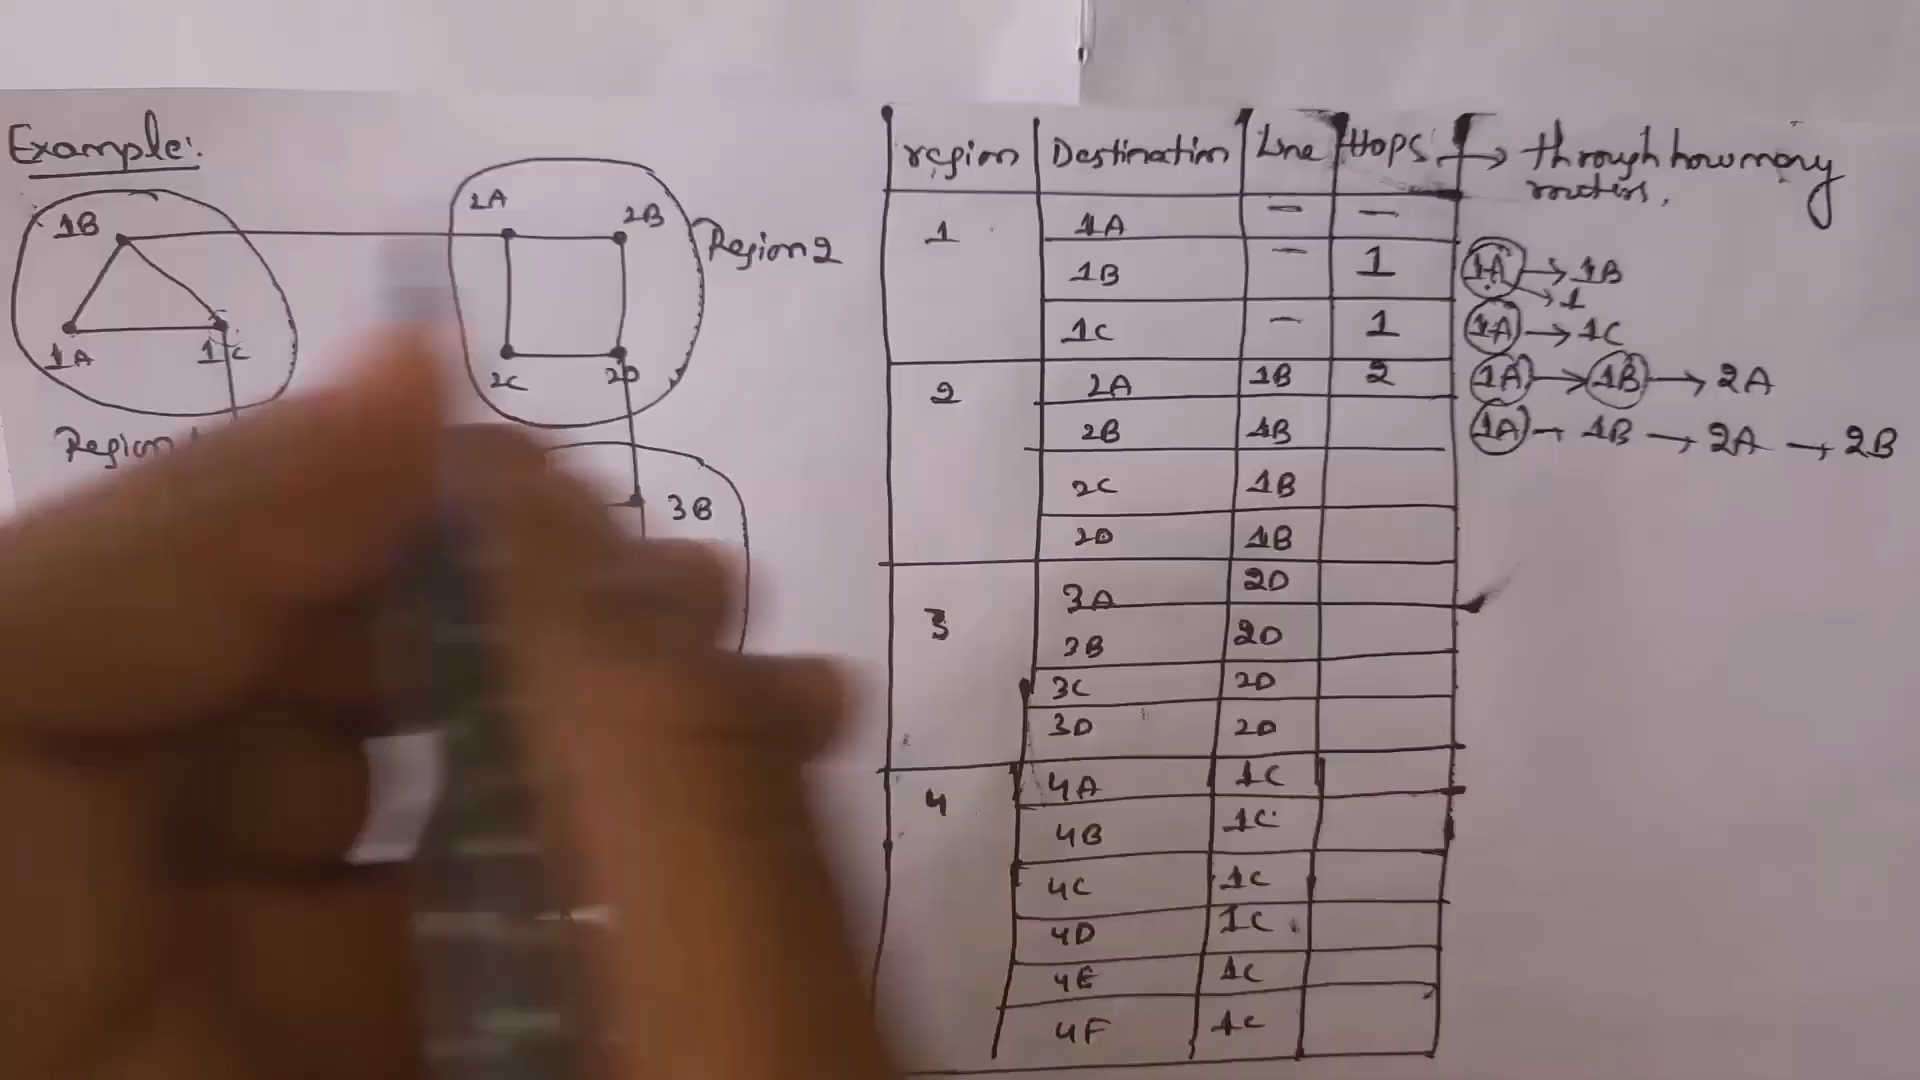 Example:
1B
1A
1C
2A
2B
2C
2D
Region 2
Region
3B
region Destination Line Hops → through how many
routers.
1 1A - -
1B - 1
1C - 1
2 2A 1B 2
2B 1B
2C 1B
2D 1B
3 3A 2D
3B 2D
3C 2D
3D 2D
4 4A 1C
4B 1C
4C 1C
4D 1C
4E 1C
4F 1C
1A → 1B
→ 1
1A → 1C
1A → 1B → 2A
1A → 1B → 2A → 2B